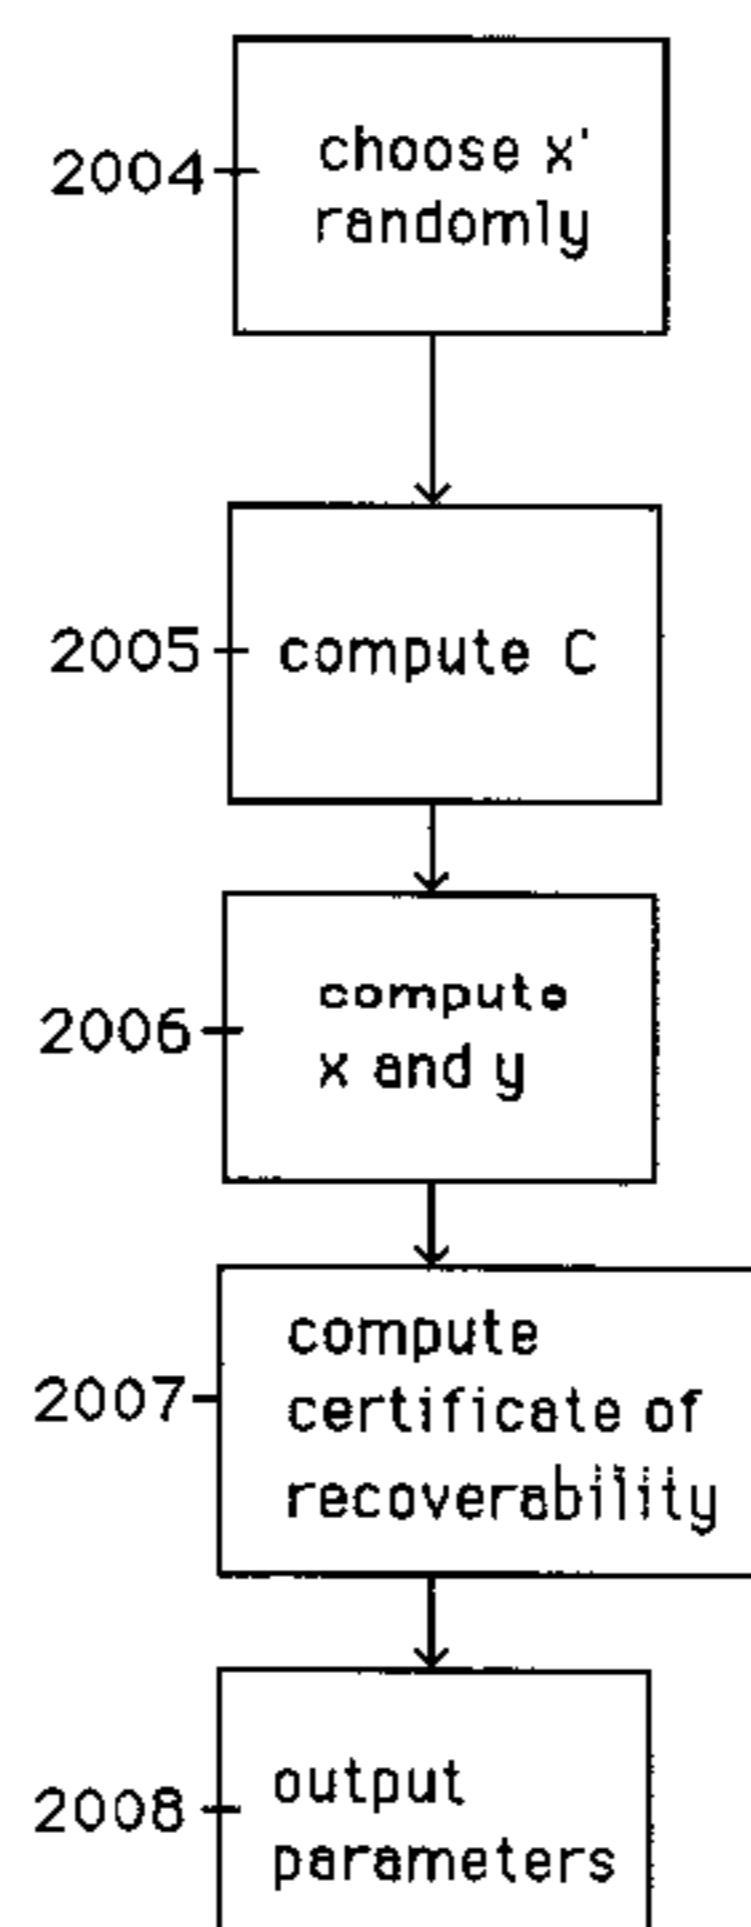 2004
choose x'
randomly
2005
compute C
2006
compute
x and y
2007
compute
certificate of
recoverability
2008
output
parameters